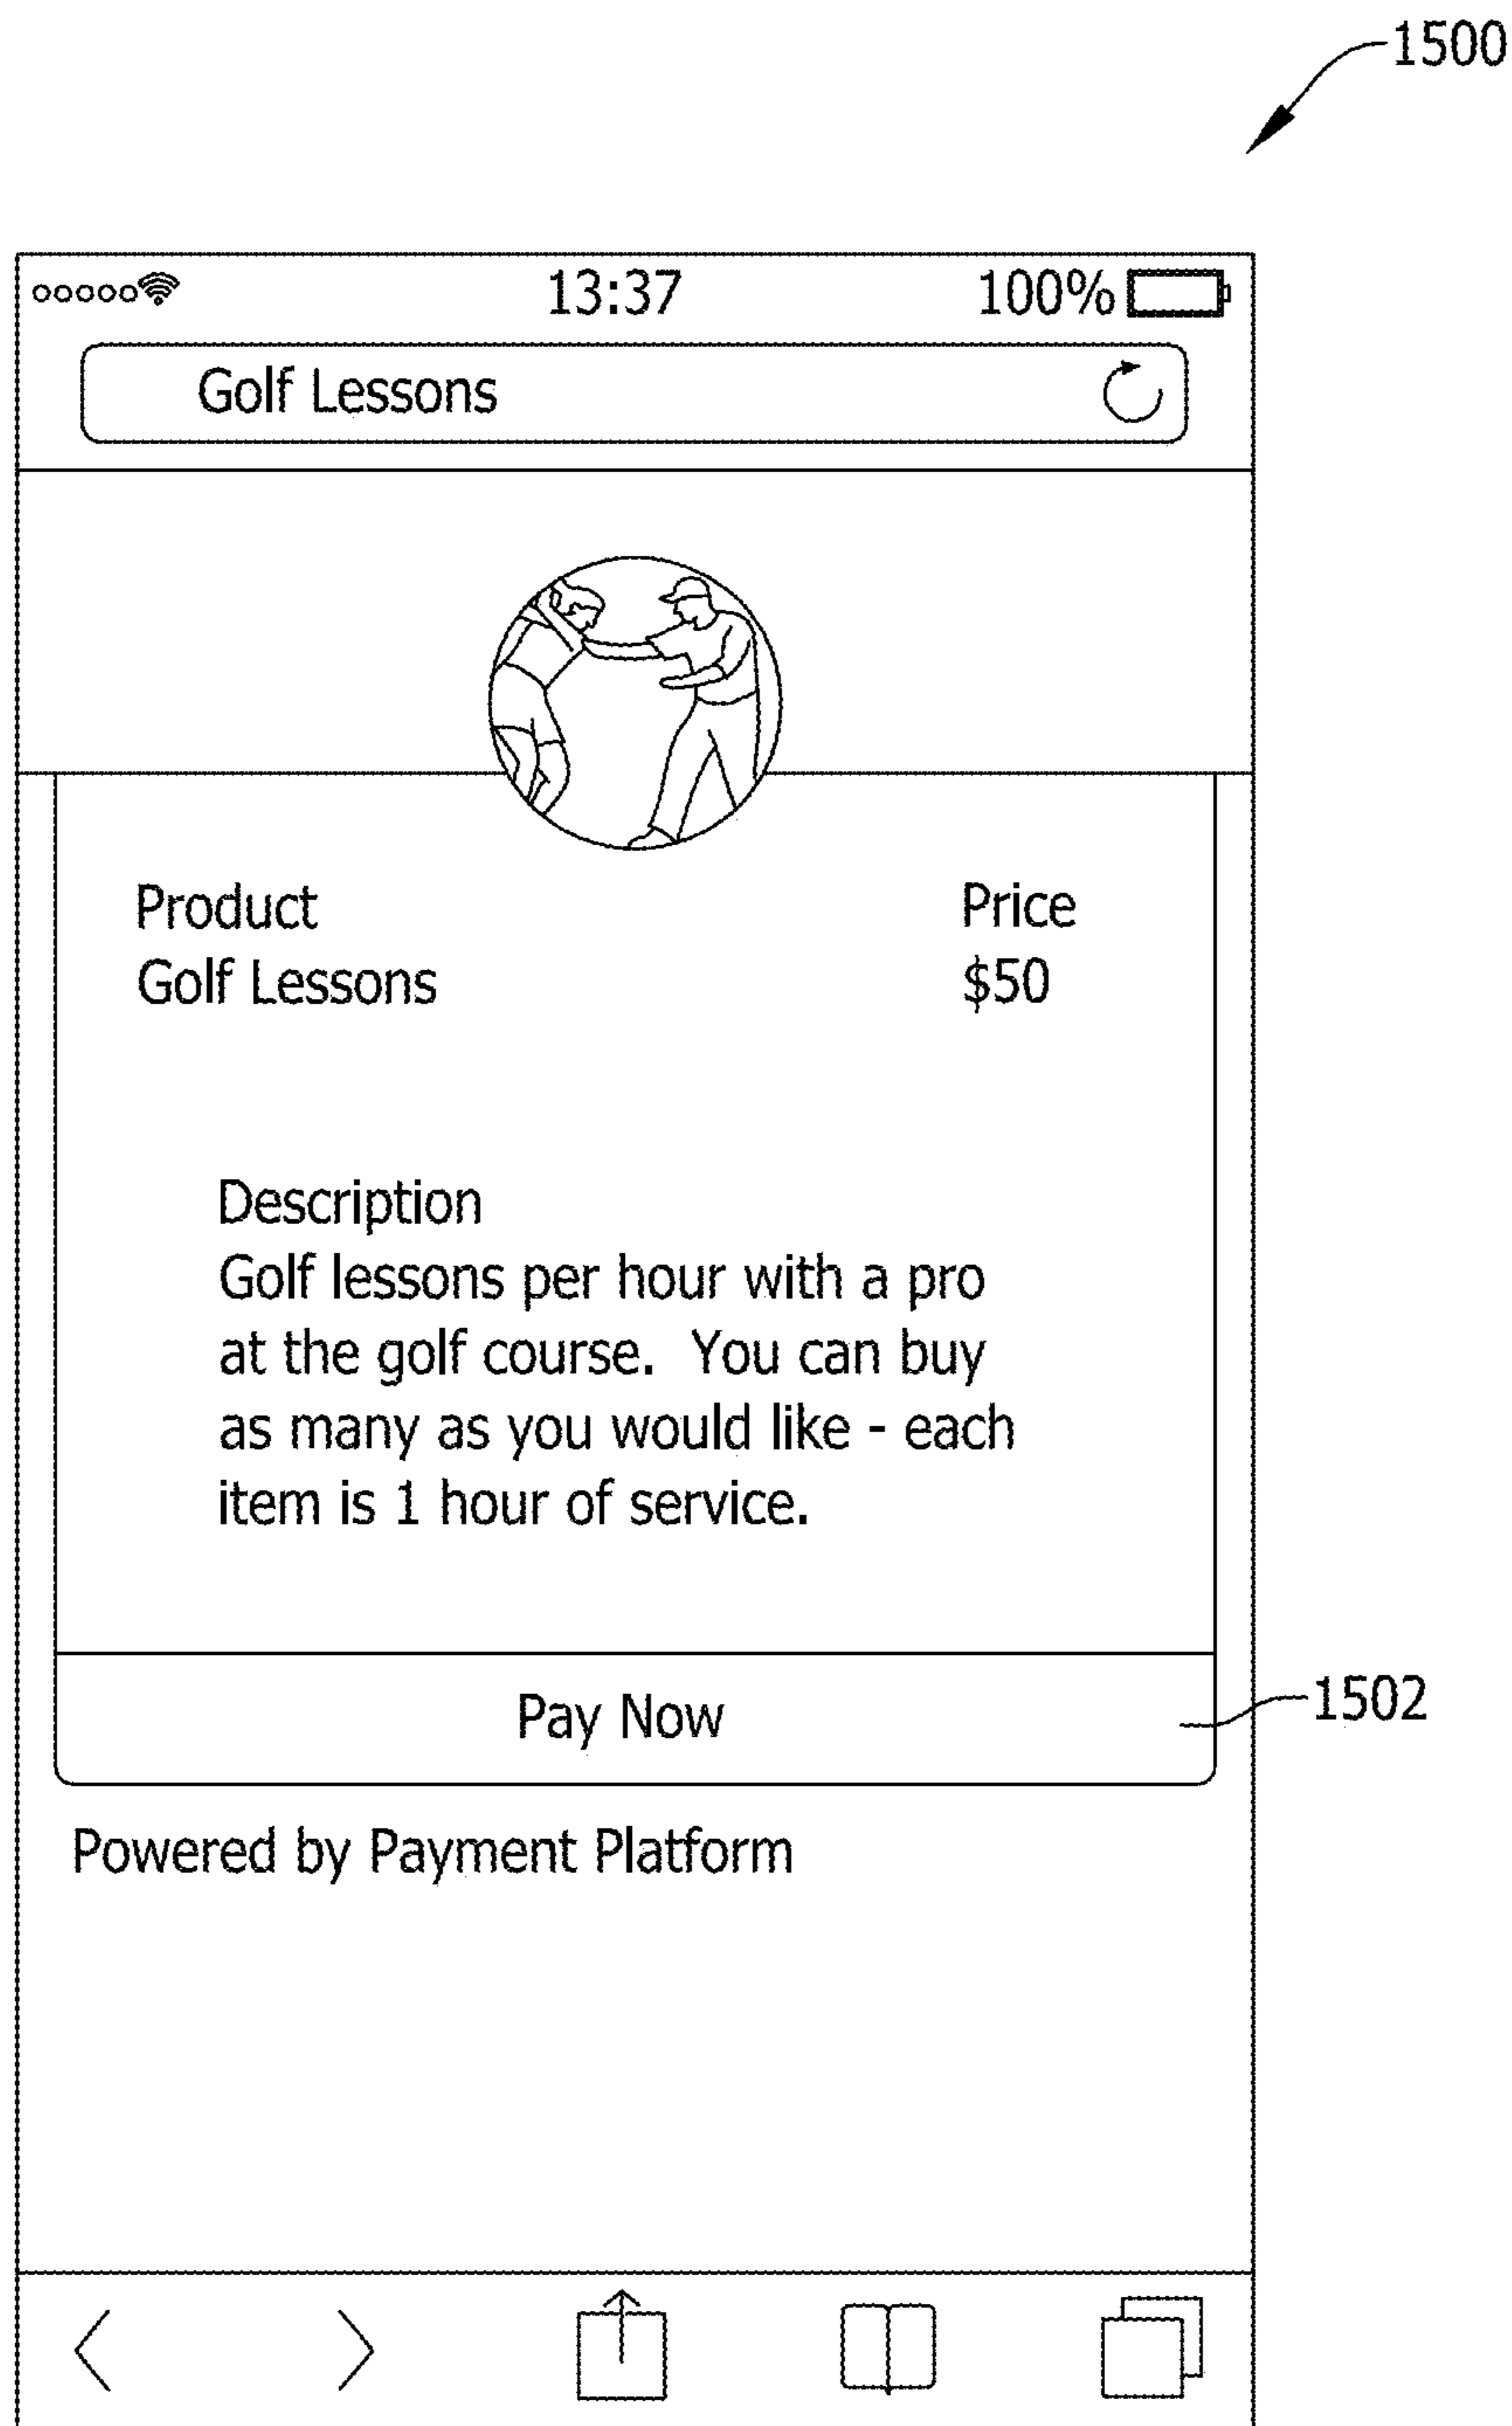 1500
13:37 100%
Golf Lessons
Product Price
Golf Lessons $50
Description
Golf lessons per hour with a pro
at the golf course. You can buy
as many as you would like - each
item is 1 hour of service.
Pay Now
1502
Powered by Payment Platform